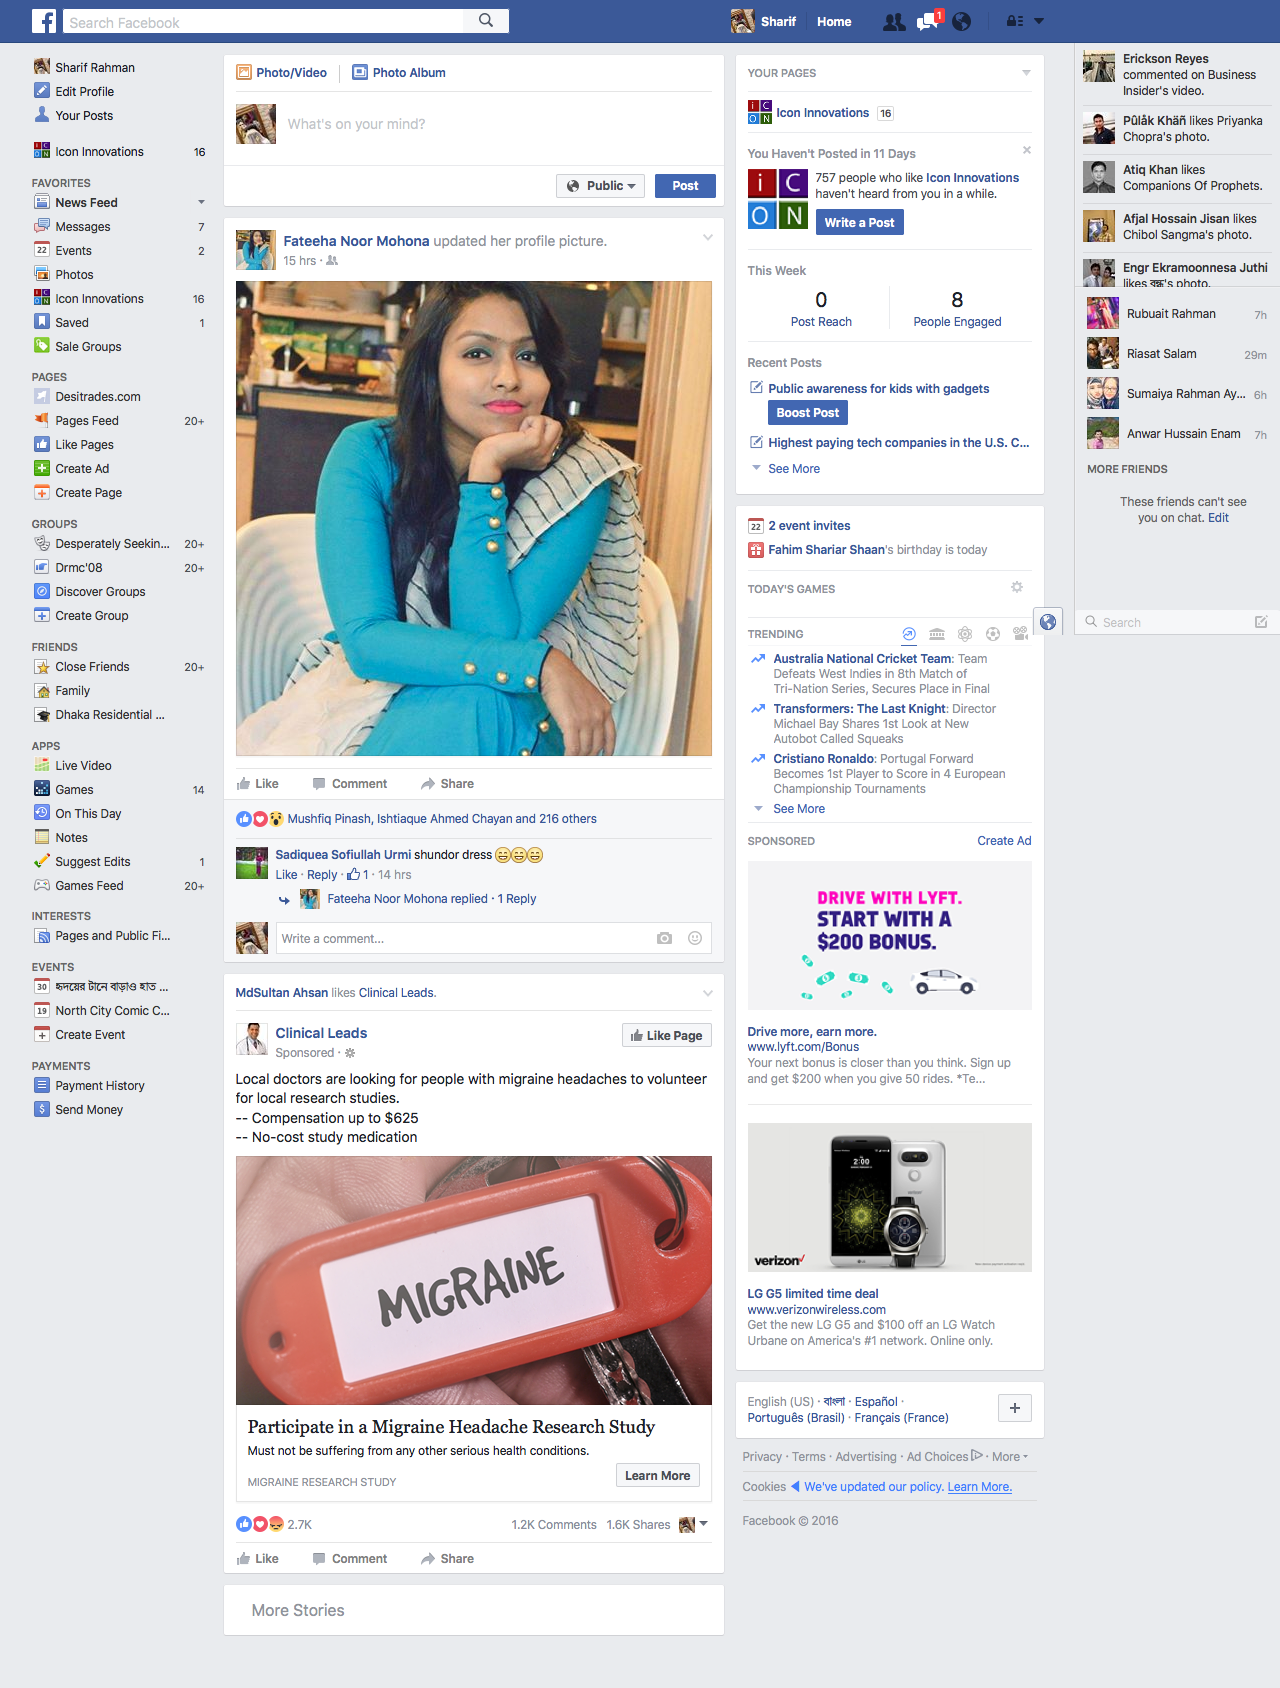 Search Facebook
Sharif
Home
1
Sharif Rahman
Edit Profile
Your Posts
Icon Innovations 16
FAVORITES
News Feed
Messages 7
22 Events 2
Photos
Icon Innovations 16
Saved 1
Sale Groups
PAGES
Desitrades.com
Pages Feed 20+
Like Pages
Create Ad
Create Page
GROUPS
Desperately Seekin... 20+
Drmc'08 20+
Discover Groups
Create Group
FRIENDS
Close Friends 20+
Family
Dhaka Residential ...
APPS
Live Video
Games 14
On This Day
Notes
Suggest Edits 1
Games Feed 20+
INTERESTS
Pages and Public Fi...
EVENTS
30 হৃদয়ের টানে বাড়াও হাত ...
19 North City Comic C...
Create Event
PAYMENTS
Payment History
Send Money
Photo/Video
Photo Album
What's on your mind?
Public
Post
Fateeha Noor Mohona updated her profile picture.
15 hrs ·
Like Comment Share
Mushfiq Pinash, Ishtiaque Ahmed Chayan and 216 others
Sadiquea Sofiullah Urmi shundor dress
Like · Reply · 1 · 14 hrs
Fateeha Noor Mohona replied · 1 Reply
Write a comment...
MdSultan Ahsan likes Clinical Leads.
Clinical Leads
Sponsored ·
Like Page
Local doctors are looking for people with migraine headaches to volunteer
for local research studies.
-- Compensation up to $625
-- No-cost study medication
MIGRAINE
Participate in a Migraine Headache Research Study
Must not be suffering from any other serious health conditions.
MIGRAINE RESEARCH STUDY
Learn More
2.7K
1.2K Comments 1.6K Shares
Like Comment Share
More Stories
YOUR PAGES
Icon Innovations 16
You Haven't Posted in 11 Days
iC
ON
757 people who like Icon Innovations
haven't heard from you in a while.
Write a Post
This Week
0
Post Reach
8
People Engaged
Recent Posts
Public awareness for kids with gadgets
Boost Post
Highest paying tech companies in the U.S. C...
See More
22 2 event invites
Fahim Shariar Shaan's birthday is today
TODAY'S GAMES
TRENDING
Australia National Cricket Team: Team
Defeats West Indies in 8th Match of
Tri-Nation Series, Secures Place in Final
Transformers: The Last Knight: Director
Michael Bay Shares 1st Look at New
Autobot Called Squeaks
Cristiano Ronaldo: Portugal Forward
Becomes 1st Player to Score in 4 European
Championship Tournaments
See More
SPONSORED
Create Ad
DRIVE WITH LYFT.
START WITH A
$200 BONUS.
Drive more, earn more.
www.lyft.com/Bonus
Your next bonus is closer than you think. Sign up
and get $200 when you give 50 rides. *Te...
2:00
verizon
LG G5 limited time deal
www.verizonwireless.com
Get the new LG G5 and $100 off an LG Watch
Urbane on America's #1 network. Online only.
English (US) · বাংলা · Español ·
Português (Brasil) · Français (France)
Privacy · Terms · Advertising · Ad Choices · More
Cookies We've updated our policy. Learn More.
Facebook © 2016
Erickson Reyes
commented on Business
Insider's video.
Pûlåk Khäñ likes Priyanka
Chopra's photo.
Atiq Khan likes
Companions Of Prophets.
Afjal Hossain Jisan likes
Chibol Sangma's photo.
Engr Ekramoonnesa Juthi
likes বন্ধু's photo.
Rubuait Rahman 7h
Riasat Salam 29m
Sumaiya Rahman Ay... 6h
Anwar Hussain Enam 7h
MORE FRIENDS
These friends can't see
you on chat. Edit
Search